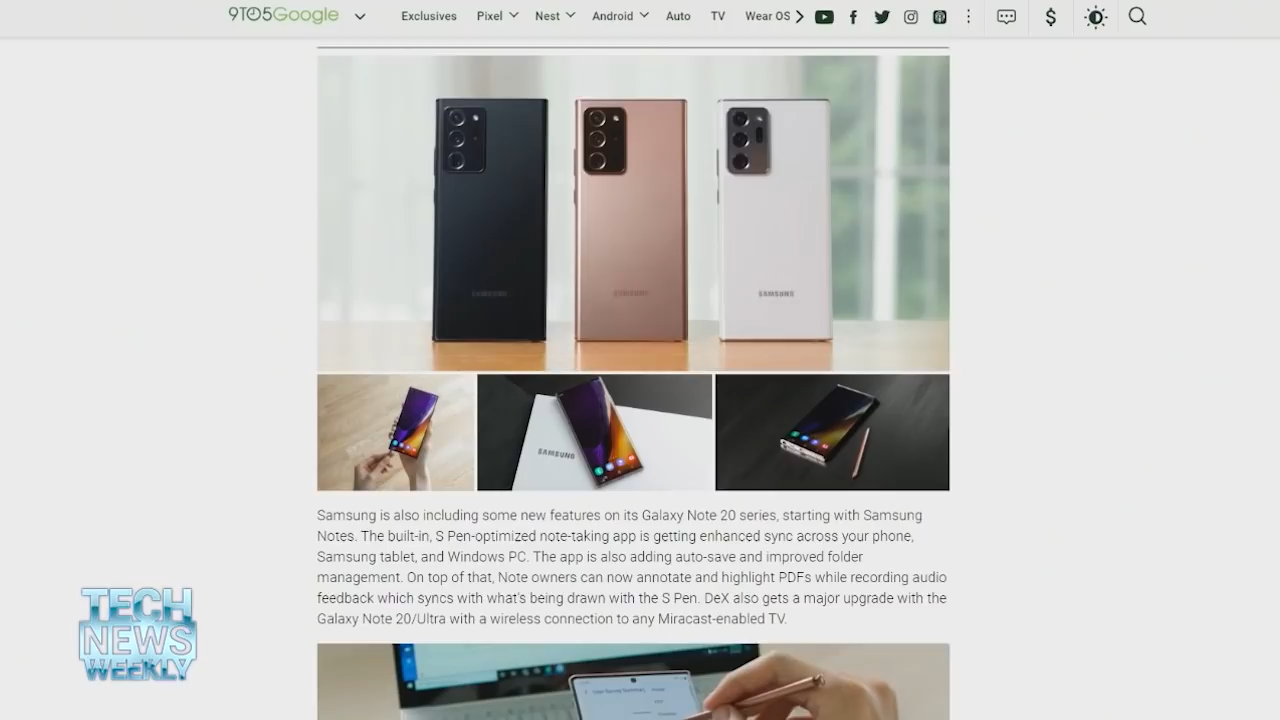 9TO5Google
Exclusives Pixel Nest Android Auto TV Wear OS
SAMSUNG SAMSUNG SAMSUNG
SAMSUNG
Samsung is also including some new features on its Galaxy Note 20 series, starting with Samsung
Notes. The built-in, S Pen-optimized note-taking app is getting enhanced sync across your phone,
Samsung tablet, and Windows PC. The app is also adding auto-save and improved folder
management. On top of that, Note owners can now annotate and highlight PDFs while recording audio
feedback which syncs with what's being drawn with the S Pen. DeX also gets a major upgrade with the
Galaxy Note 20/Ultra with a wireless connection to any Miracast-enabled TV.
TECH
NEWS
WEEKLY